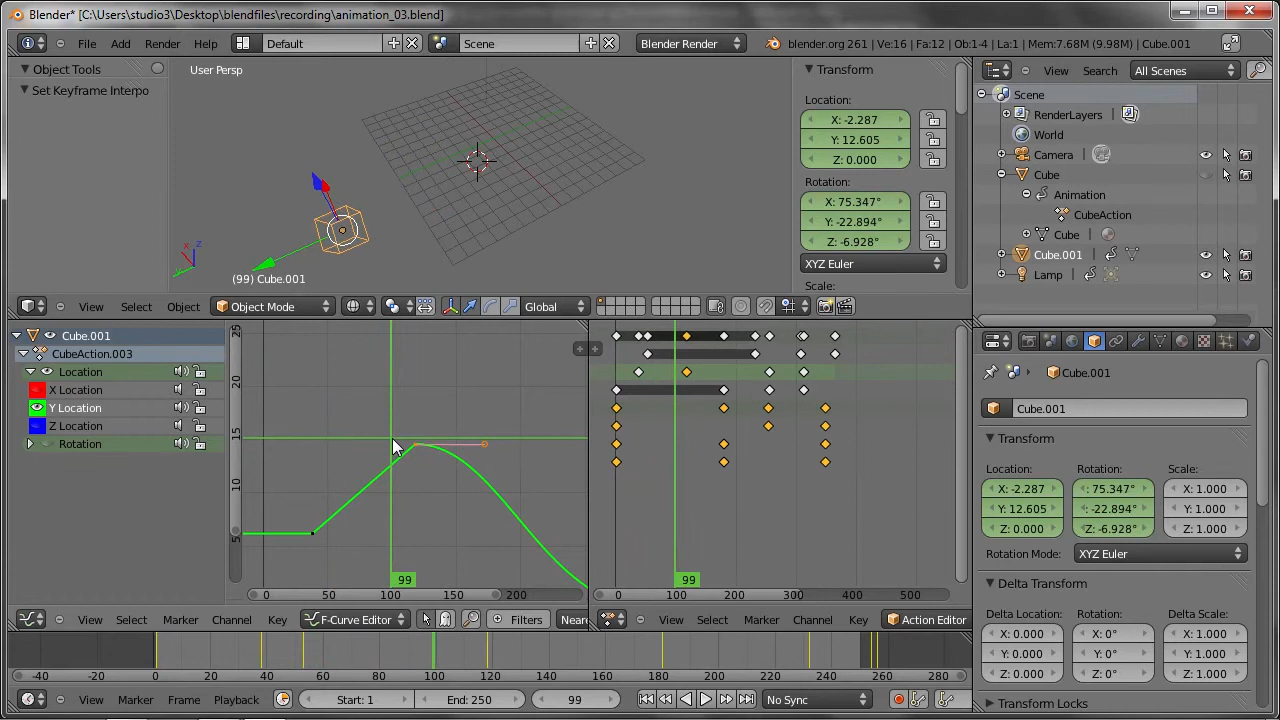 Blender* [C:\Users\studio3\Desktop\blendfiles\recording\animation_03.blend]
File Add Render Help Default Scene Blender Render blender.org 261 | Ve:16 | Fa:12 | Ob:1-4 | La:1 | Mem:7.68M (9.98M) | Cube.001
Object Tools
Set Keyframe Interpo
User Persp
(99) Cube.001
x
y
z
Transform
Location:
X: -2.287
Y: 12.605
Z: 0.000
Rotation:
X: 75.347°
Y: -22.894°
Z: -6.928°
XYZ Euler
Scale:
View Search All Scenes
Scene
RenderLayers
World
Camera
Cube
Animation
CubeAction
Cube
Cube.001
Lamp
View Select Object Object Mode Global
Cube.001
CubeAction.003
Location
X Location
Y Location
Z Location
Rotation
25
20
15
10
5
99
0 50 100 150 200
99
0 100 200 300 400 500
View Select Marker Channel Key F-Curve Editor Filters Neare
View Select Marker Channel Key Action Editor
-40 -20 0 20 40 60 80 100 120 140 160 180 200 220 240 260 280
View Marker Frame Playback Start: 1 End: 250 99 No Sync
Cube.001
Cube.001
Transform
Location: Rotation: Scale:
X: -2.287 : 75.347° X: 1.000
Y: 12.605 : -22.894° Y: 1.000
Z: 0.000 Z: -6.928° Z: 1.000
Rotation Mode: XYZ Euler
Delta Transform
Delta Location: Rotation: Delta Scale:
X: 0.000 X: 0° X: 1.000
Y: 0.000 Y: 0° Y: 1.000
Z: 0.000 Z: 0° Z: 1.000
Transform Locks